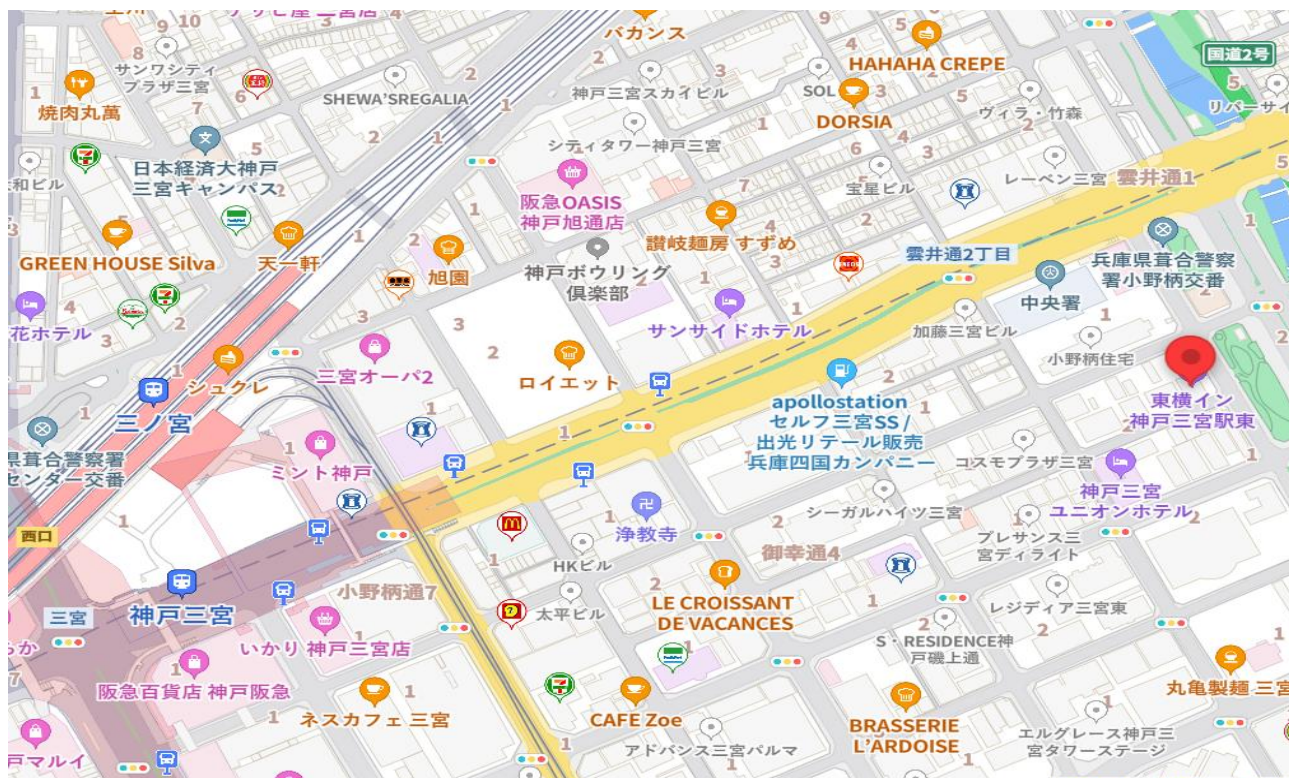 バカンス
HAHAHA CREPE
国道2号
サンワシティ
プラザ三宮
焼肉丸萬
SHEWA'SREGALIA
神戸三宮スカイビル
SOL
DORSIA
ヴィラ・竹森
シティタワー神戸三宮
日本経済大神戸
三宮キャンパス
阪急OASIS
神戸旭通店
宝星ビル
レーベン三宮
雲井通1
讃岐麺房 すずめ
GREEN HOUSE Silva
天一軒
旭園
神戸ボウリング
倶楽部
雲井通2丁目
兵庫県葺合警察
署小野柄交番
中央署
花ホテル
サンサイドホテル
加藤三宮ビル
小野柄住宅
シュクレ
三宮オーパ2
ロイエット
三ノ宮
東横イン
神戸三宮駅東
apollostation
セルフ三宮SS/
出光リテール販売
兵庫四国カンパニー
県葺合警察署
センター交番
ミント神戸
コスモプラザ三宮
神戸三宮
ユニオンホテル
西口
浄教寺
シーガルハイツ三宮
プレサンス三
宮ディライト
HKビル
御幸通4
神戸三宮
小野柄通7
太平ビル
LE CROISSANT
DE VACANCES
レジディア三宮東
三宮
いかり 神戸三宮店
S・RESIDENCE神
戸磯上通
阪急百貨店 神戸阪急
ネスカフェ 三宮
CAFE Zoe
BRASSERIE
L'ARDOISE
丸亀製麺 三宮
アドバンス三宮パルマ
エルグレース神戸三
宮タワーステージ
戸マルイ